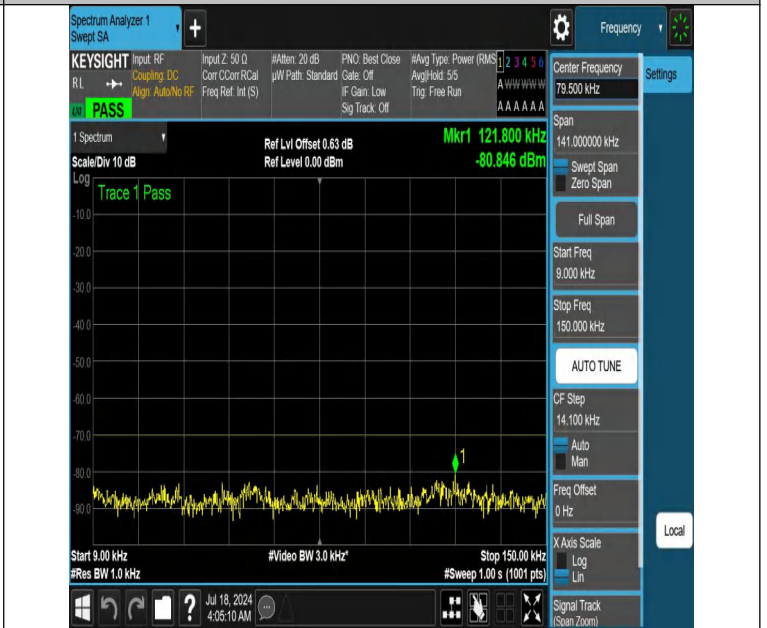 Spectrum Analyzer 1
Swept SA
+
Frequency
KEYSIGHT
RL
PASS
Input: RF
Coupling: DC
Align: Auto/No RF
Input Z: 50 Ω
Corr CCorr RCal
Freq Ref: Int (S)
#Atten: 20 dB
µW Path: Standard
PNO: Best Close
Gate: Off
IF Gain: Low
Sig Track: Off
#Avg Type: Power (RMS
Avg|Hold: 5/5
Trig: Free Run
1 2 3 4 5 6
A W W W W W
A A A A A A
1 Spectrum
Scale/Div 10 dB
Log
Ref Lvl Offset 0.63 dB
Ref Level 0.00 dBm
Mkr1 121.800 kHz
-80.846 dBm
Trace 1 Pass
-10.0
-20.0
-30.0
-40.0
-50.0
-60.0
-70.0
-80.0
-90.0
1
Start 9.00 kHz
#Res BW 1.0 kHz
#Video BW 3.0 kHz*
Stop 150.00 kHz
#Sweep 1.00 s (1001 pts)
Jul 18, 2024
4:05:10 AM
Center Frequency
79.500 kHz
Settings
Span
141.000000 kHz
Swept Span
Zero Span
Full Span
Start Freq
9.000 kHz
Stop Freq
150.000 kHz
AUTO TUNE
CF Step
14.100 kHz
Auto
Man
Freq Offset
0 Hz
X Axis Scale
Log
Lin
Local
Signal Track
(Span Zoom)